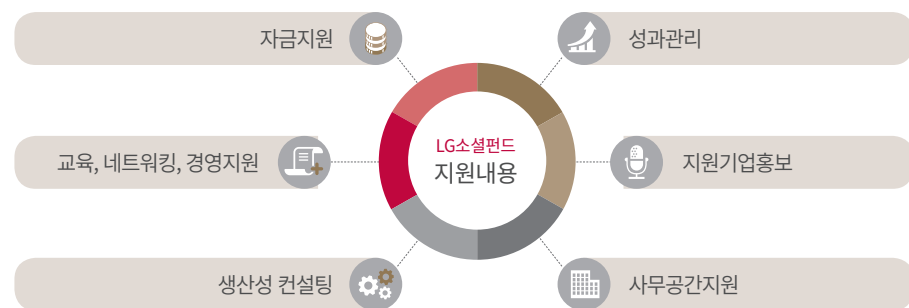 자금지원
성과관리
교육, 네트워킹, 경영지원
LG소셜펀드
지원내용
지원기업홍보
생산성 컨설팅
사무공간지원